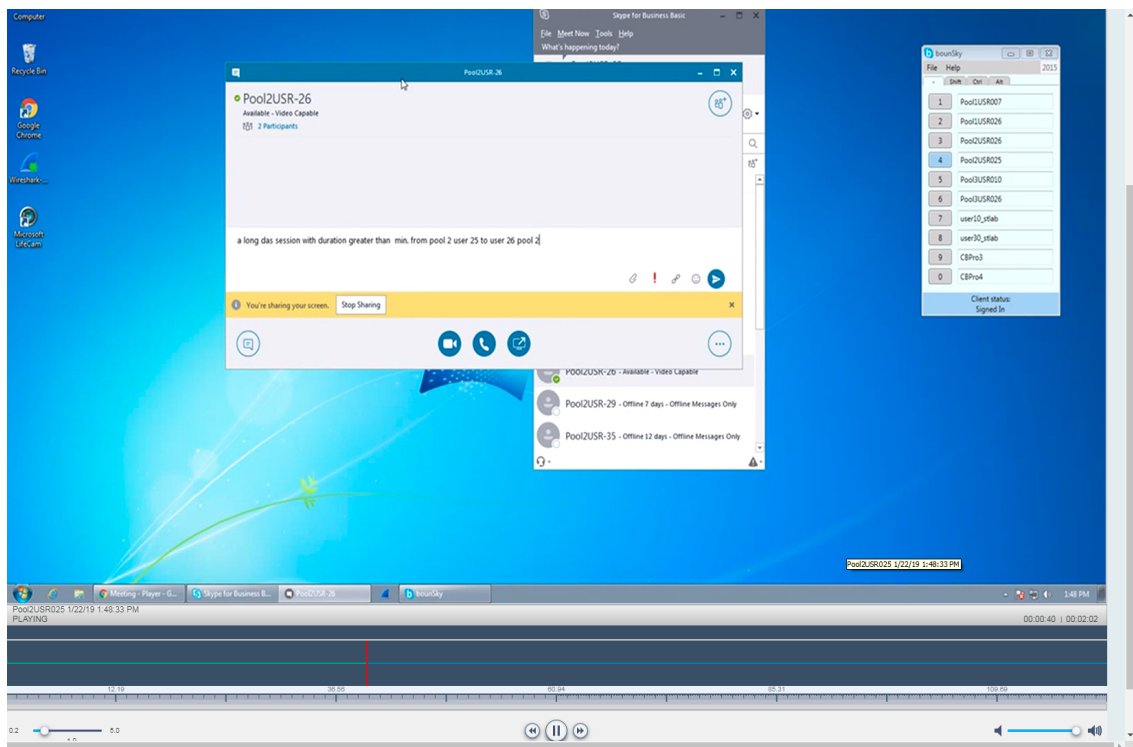 Computer
Recycle Bin
Google
Chrome
Wireshark-...
Microsoft
LifeCam
Skype for Business Basic
File Meet Now Tools Help
What's happening today?
Pool2USR-26
Pool2USR-26
Available - Video Capable
2 Participants
a long das session with duration greater than min. from pool 2 user 25 to user 26 pool 2
You're sharing your screen. Stop Sharing
Pool2USR-26 - Available - Video Capable
Pool2USR-29 - Offline 7 days - Offline Messages Only
Pool2USR-35 - Offline 12 days - Offline Messages Only
bounSky
File Help 2015
- Shift Ctrl Alt
1 Pool1USR007
2 Pool1USR026
3 Pool2USR026
4 Pool2USR025
5 Pool3USR010
6 Pool3USR026
7 user10_stlab
8 user30_stlab
9 CBPro3
0 CBPro4
Client status:
Signed In
Pool2USR025 1/22/19 1:48:33 PM
Meeting - Player - G... Skype for Business B... Pool2USR-26 bounSky 1:48 PM
Pool2USR025 1/22/19 1:48:33 PM
PLAYING 00:00:40 | 00:02:02
12.19 36.56 60.94 85.31 109.69
0.2 5.0
1.0